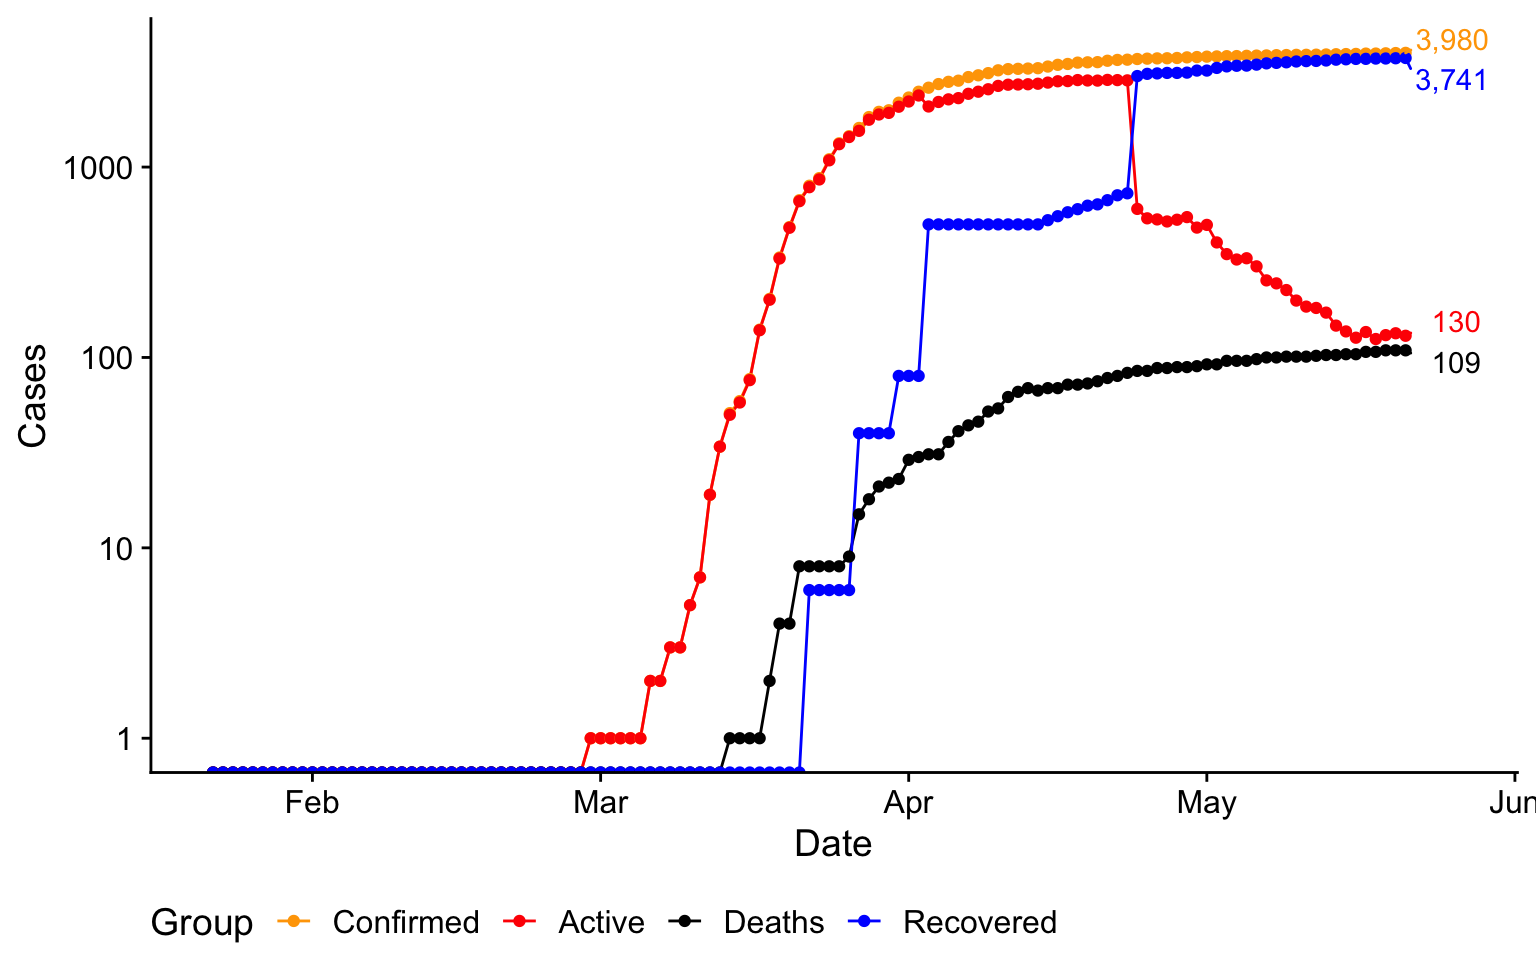 3,980
3,741
1000
130
100
109
10
1
Cases
Feb Mar Apr May Jun
Date
Group Confirmed Active Deaths Recovered